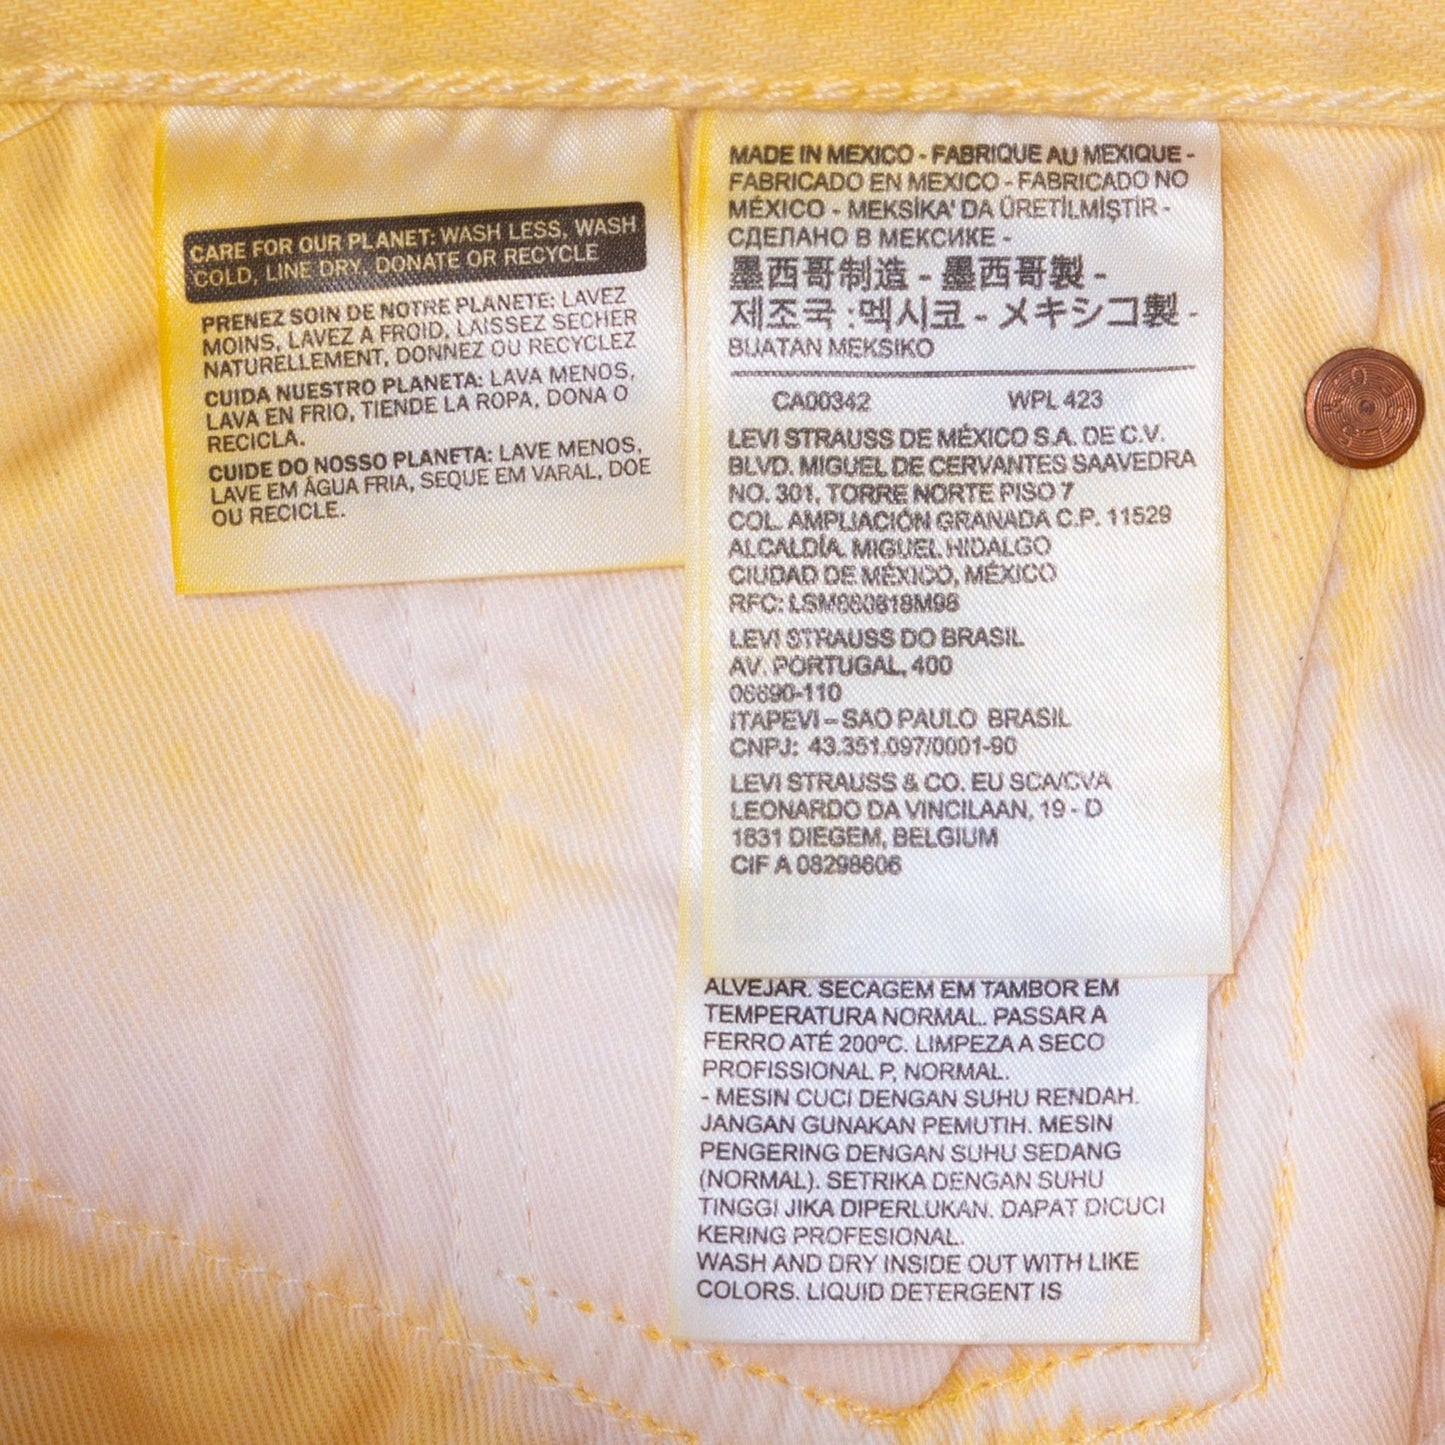 CARE FOR OUR PLANET: WASH LESS, WASH
COLD, LINE DRY, DONATE OR RECYCLE
PRENEZ SOIN DE NOTRE PLANETE: LAVEZ
MOINS, LAVEZ A FROID, LAISSEZ SECHER
NATURELLEMENT, DONNEZ OU RECYCLEZ
CUIDA NUESTRO PLANETA: LAVA MENOS,
LAVA EN FRIO, TIENDE LA ROPA, DONA O
RECICLA.
CUIDE DO NOSSO PLANETA: LAVE MENOS,
LAVE EM ÁGUA FRIA, SEQUE EM VARAL, DOE
OU RECICLE.
MADE IN MEXICO - FABRIQUE AU MEXIQUE -
FABRICADO EN MEXICO - FABRICADO NO
MÉXICO - MEKSİKA' DA ÜRETİLMİŞTİR -
СДЕЛАНО В МЕКСИКЕ -
墨西哥制造 - 墨西哥製 -
제조국 :멕시코 - メキシコ製 -
BUATAN MEKSIKO
CA00342 WPL 423
LEVI STRAUSS DE MÉXICO S.A. DE C.V.
BLVD. MIGUEL DE CERVANTES SAAVEDRA
NO. 301, TORRE NORTE PISO 7
COL. AMPLIACIÓN GRANADA C.P. 11529
ALCALDÍA. MIGUEL HIDALGO
CIUDAD DE MÉXICO, MÉXICO
RFC: LSM860818M98
LEVI STRAUSS DO BRASIL
AV. PORTUGAL, 400
06690-110
ITAPEVI – SAO PAULO BRASIL
CNPJ: 43.351.097/0001-90
LEVI STRAUSS & CO. EU SCA/CVA
LEONARDO DA VINCILAAN, 19 - D
1831 DIEGEM, BELGIUM
CIF A 08298606
ALVEJAR. SECAGEM EM TAMBOR EM
TEMPERATURA NORMAL. PASSAR A
FERRO ATÉ 200ºC. LIMPEZA A SECO
PROFISSIONAL P, NORMAL.
- MESIN CUCI DENGAN SUHU RENDAH.
JANGAN GUNAKAN PEMUTIH. MESIN
PENGERING DENGAN SUHU SEDANG
(NORMAL). SETRIKA DENGAN SUHU
TINGGI JIKA DIPERLUKAN. DAPAT DICUCI
KERING PROFESIONAL.
WASH AND DRY INSIDE OUT WITH LIKE
COLORS. LIQUID DETERGENT IS